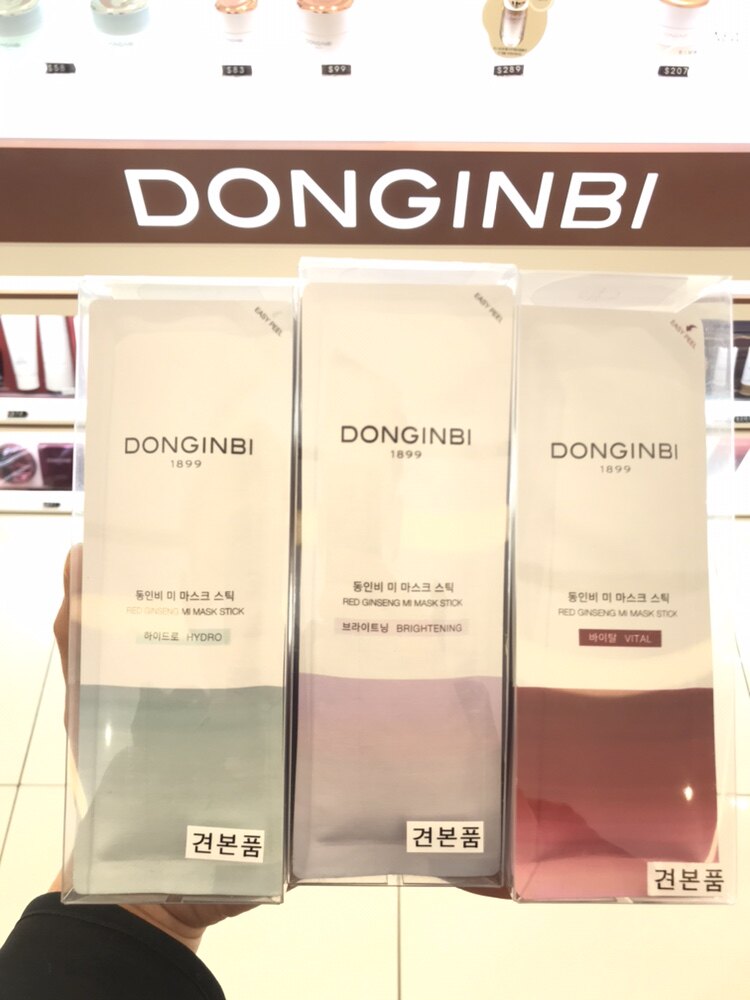 $58
$83
$99
$289
$207
DONGINBI
EASY PEEL
DONGINBI
1899
동인비 미 마스크 스틱
RED GINSENG MI MASK STICK
하이드로 HYDRO
견본품
EASY PEEL
DONGINBI
1899
동인비 미 마스크 스틱
RED GINSENG MI MASK STICK
브라이트닝 BRIGHTENING
견본품
EASY PEEL
DONGINBI
1899
동인비 미 마스크 스틱
RED GINSENG MI MASK STICK
바이탈 VITAL
견본품